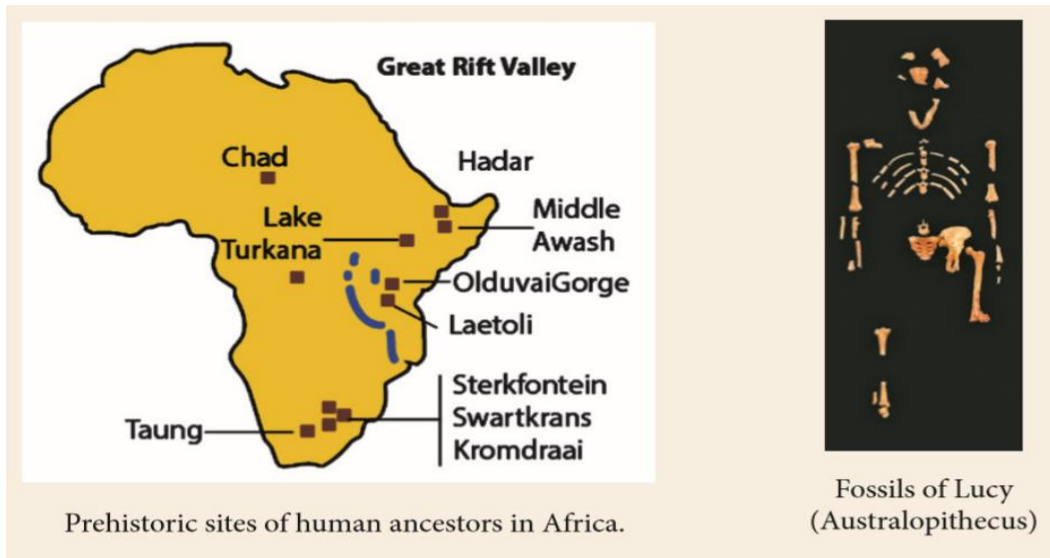 Great Rift Valley
Chad
Hadar
Lake
Turkana
Middle
Awash
OlduvaiGorge
Laetoli
Sterkfontein
Swartkrans
Kromdraai
Taung
Prehistoric sites of human ancestors in Africa.
Fossils of Lucy
(Australopithecus)